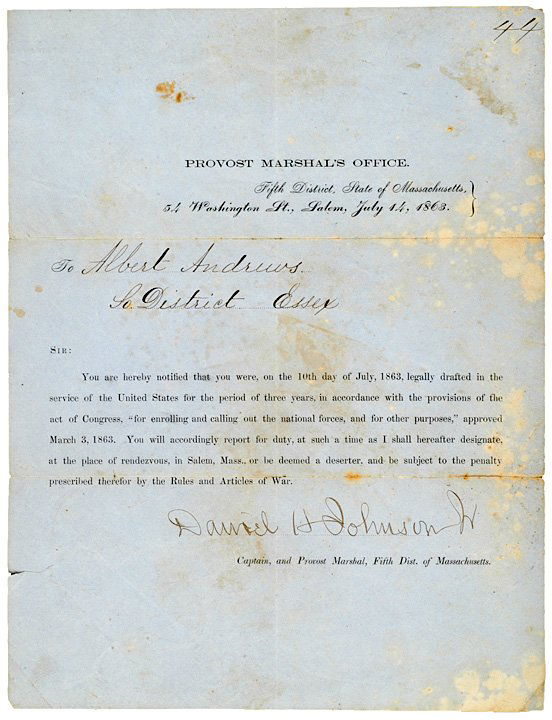 44
PROVOST MARSHAL'S OFFICE.
Fifth District, State of Massachusetts,
54 Washington St., Salem, July 14, 1863.
To Albert Andrews.
So. District Essex
SIR:
You are hereby notified that you were, on the 10th day of July, 1863, legally drafted in the
service of the United States for the period of three years, in accordance with the provisions of the
act of Congress, "for enrolling and calling out the national forces, and for other purposes," approved
March 3, 1863. You will accordingly report for duty, at such a time as I shall hereafter designate,
at the place of rendezvous, in Salem, Mass., or be deemed a deserter, and be subject to the penalty
prescribed therefor by the Rules and Articles of War.
Daniel H Johnson Jr
Captain, and Provost Marshal, Fifth Dist. of Massachusetts.